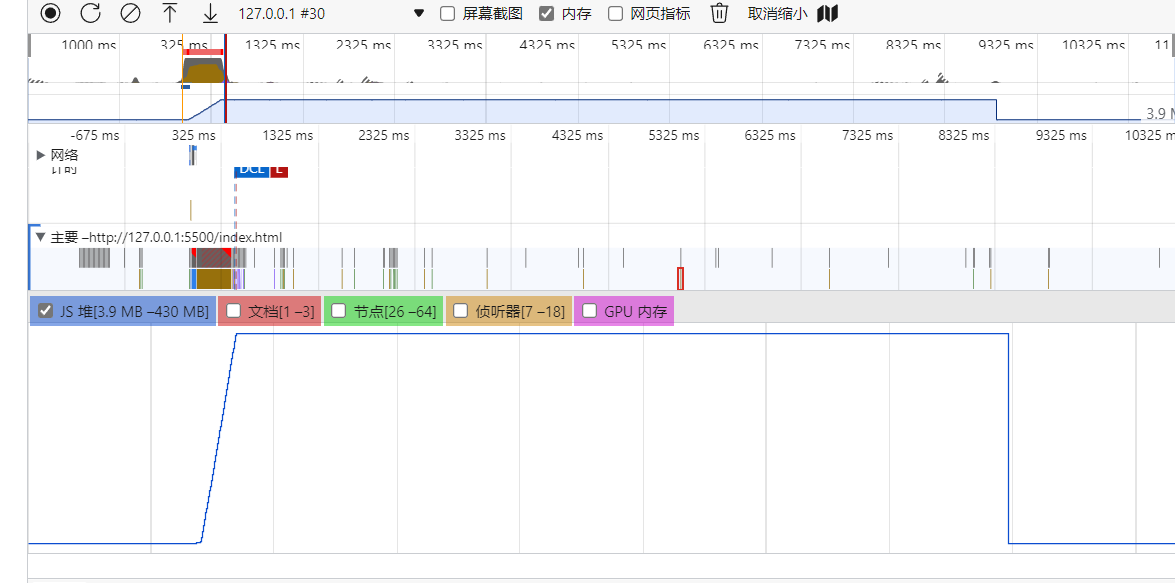 127.0.0.1 #30 屏幕截图 内存 网页指标 取消缩小
1000 ms 325 ms 1325 ms 2325 ms 3325 ms 4325 ms 5325 ms 6325 ms 7325 ms 8325 ms 9325 ms 10325 ms 11
3.9 M
-675 ms 325 ms 1325 ms 2325 ms 3325 ms 4325 ms 5325 ms 6325 ms 7325 ms 8325 ms 9325 ms 10325 m
网络
计时
DCL L
主要 –http://127.0.0.1:5500/index.html
JS 堆[3.9 MB –430 MB] 文档[1 –3] 节点[26 –64] 侦听器[7 –18] GPU 内存